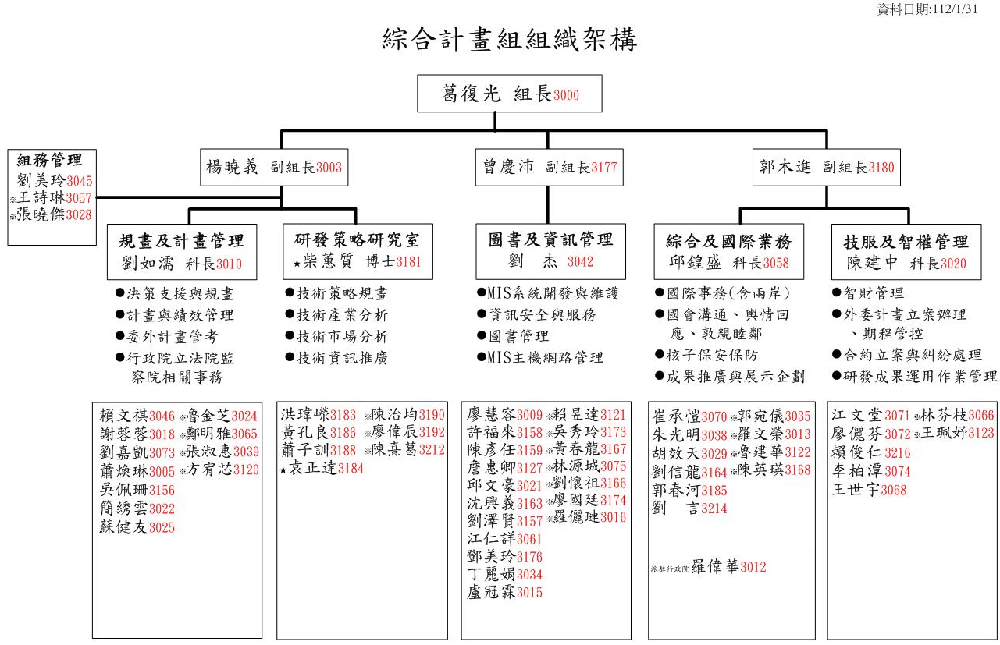 資料日期:112/1/31
綜合計畫組組織架構
葛復光 組長3000
組務管理
劉美玲3045
※王詩琳3057
※張曉傑3028
楊曉義 副組長3003
曾慶沛 副組長3177
郭木進 副組長3180
規畫及計畫管理
劉如濡 科長3010
●決策支援與規畫
●計畫與績效管理
●委外計畫管考
●行政院立法院監
察院相關事務
研發策略研究室
★柴蕙質 博士3181
●技術策略規畫
●技術產業分析
●技術市場分析
●技術資訊推廣
圖書及資訊管理
劉 杰 3042
●MIS系統開發與維護
●資訊安全與服務
●圖書管理
●MIS主機網路管理
綜合及國際業務
邱鍠盛 科長3058
●國際事務(含兩岸)
●國會溝通、輿情回
應、敦親睦鄰
●核子保安保防
●成果推廣與展示企劃
技服及智權管理
陳建中 科長3020
●智財管理
●外委計畫立案辦理
、期程管控
●合約立案與糾紛處理
●研發成果運用作業管理
賴文祺3046 ※魯金芝3024
謝蓉蓉3018 ※鄭明雅3065
劉嘉凱3073 ※張淑惠3039
蕭煥琳3005 ※方宥芯3120
吳佩珊3156
簡綉雲3022
蘇健友3025
洪瑋嶸3183 ※陳治均3190
黃孔良3186 ※廖偉辰3192
蕭子訓3188 ※陳熹葛3212
★袁正達3184
廖慧容3009 ※賴昱達3121
許福來3158 ※吳秀玲3173
陳彥任3159 ※黃春龍3167
詹惠卿3127 ※林源城3075
邱文豪3021 ※劉懷祖3166
沈興義3163 ※廖國廷3174
劉澤賢3157 ※羅儷璉3016
江仁詳3061
鄧美玲3176
丁麗娟3034
盧冠霖3015
崔承愷3070 ※郭宛儀3035
朱光明3038 ※羅文榮3013
胡效天3029 ※魯建華3122
劉信龍3164 ※陳英瑛3168
郭春河3185
劉 言3214
派駐行政院羅偉華3012
江文堂3071 ※林芬枝3066
廖儷芬3072 ※王珮妤3123
賴俊仁3216
李柏潭3074
王世宇3068